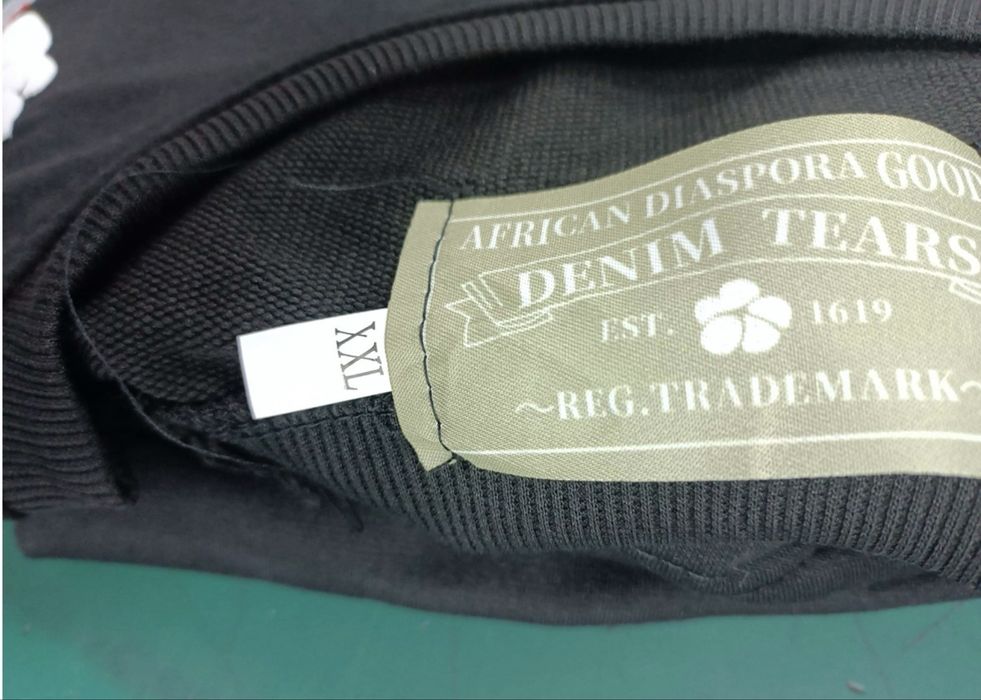 AFRICAN DIASPORA GOOD
DENIM TEARS
EST. 1619
~REG.TRADEMARK~
XXL